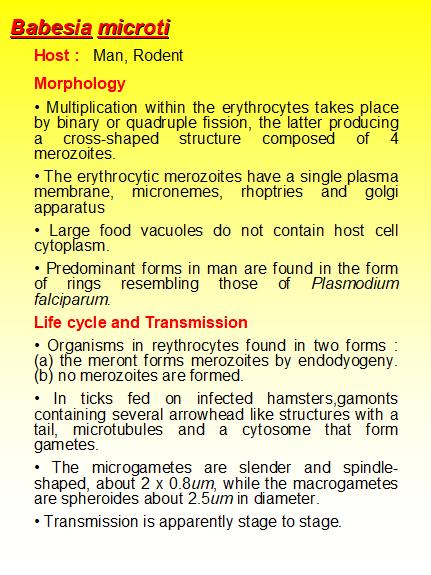 Babesia microti
Host : Man, Rodent
Morphology
• Multiplication within the erythrocytes takes place
by binary or quadruple fission, the latter producing
a cross-shaped structure composed of 4
merozoites.
• The erythrocytic merozoites have a single plasma
membrane, micronemes, rhoptries and golgi
apparatus
• Large food vacuoles do not contain host cell
cytoplasm.
• Predominant forms in man are found in the form
of rings resembling those of Plasmodium
falciparum.
Life cycle and Transmission
• Organisms in reythrocytes found in two forms :
(a) the meront forms merozoites by endodyogeny.
(b) no merozoites are formed.
• In ticks fed on infected hamsters,gamonts
containing several arrowhead like structures with a
tail, microtubules and a cytosome that form
gametes.
• The microgametes are slender and spindle-
shaped, about 2 x 0.8um, while the macrogametes
are spheroides about 2.5um in diameter.
• Transmission is apparently stage to stage.